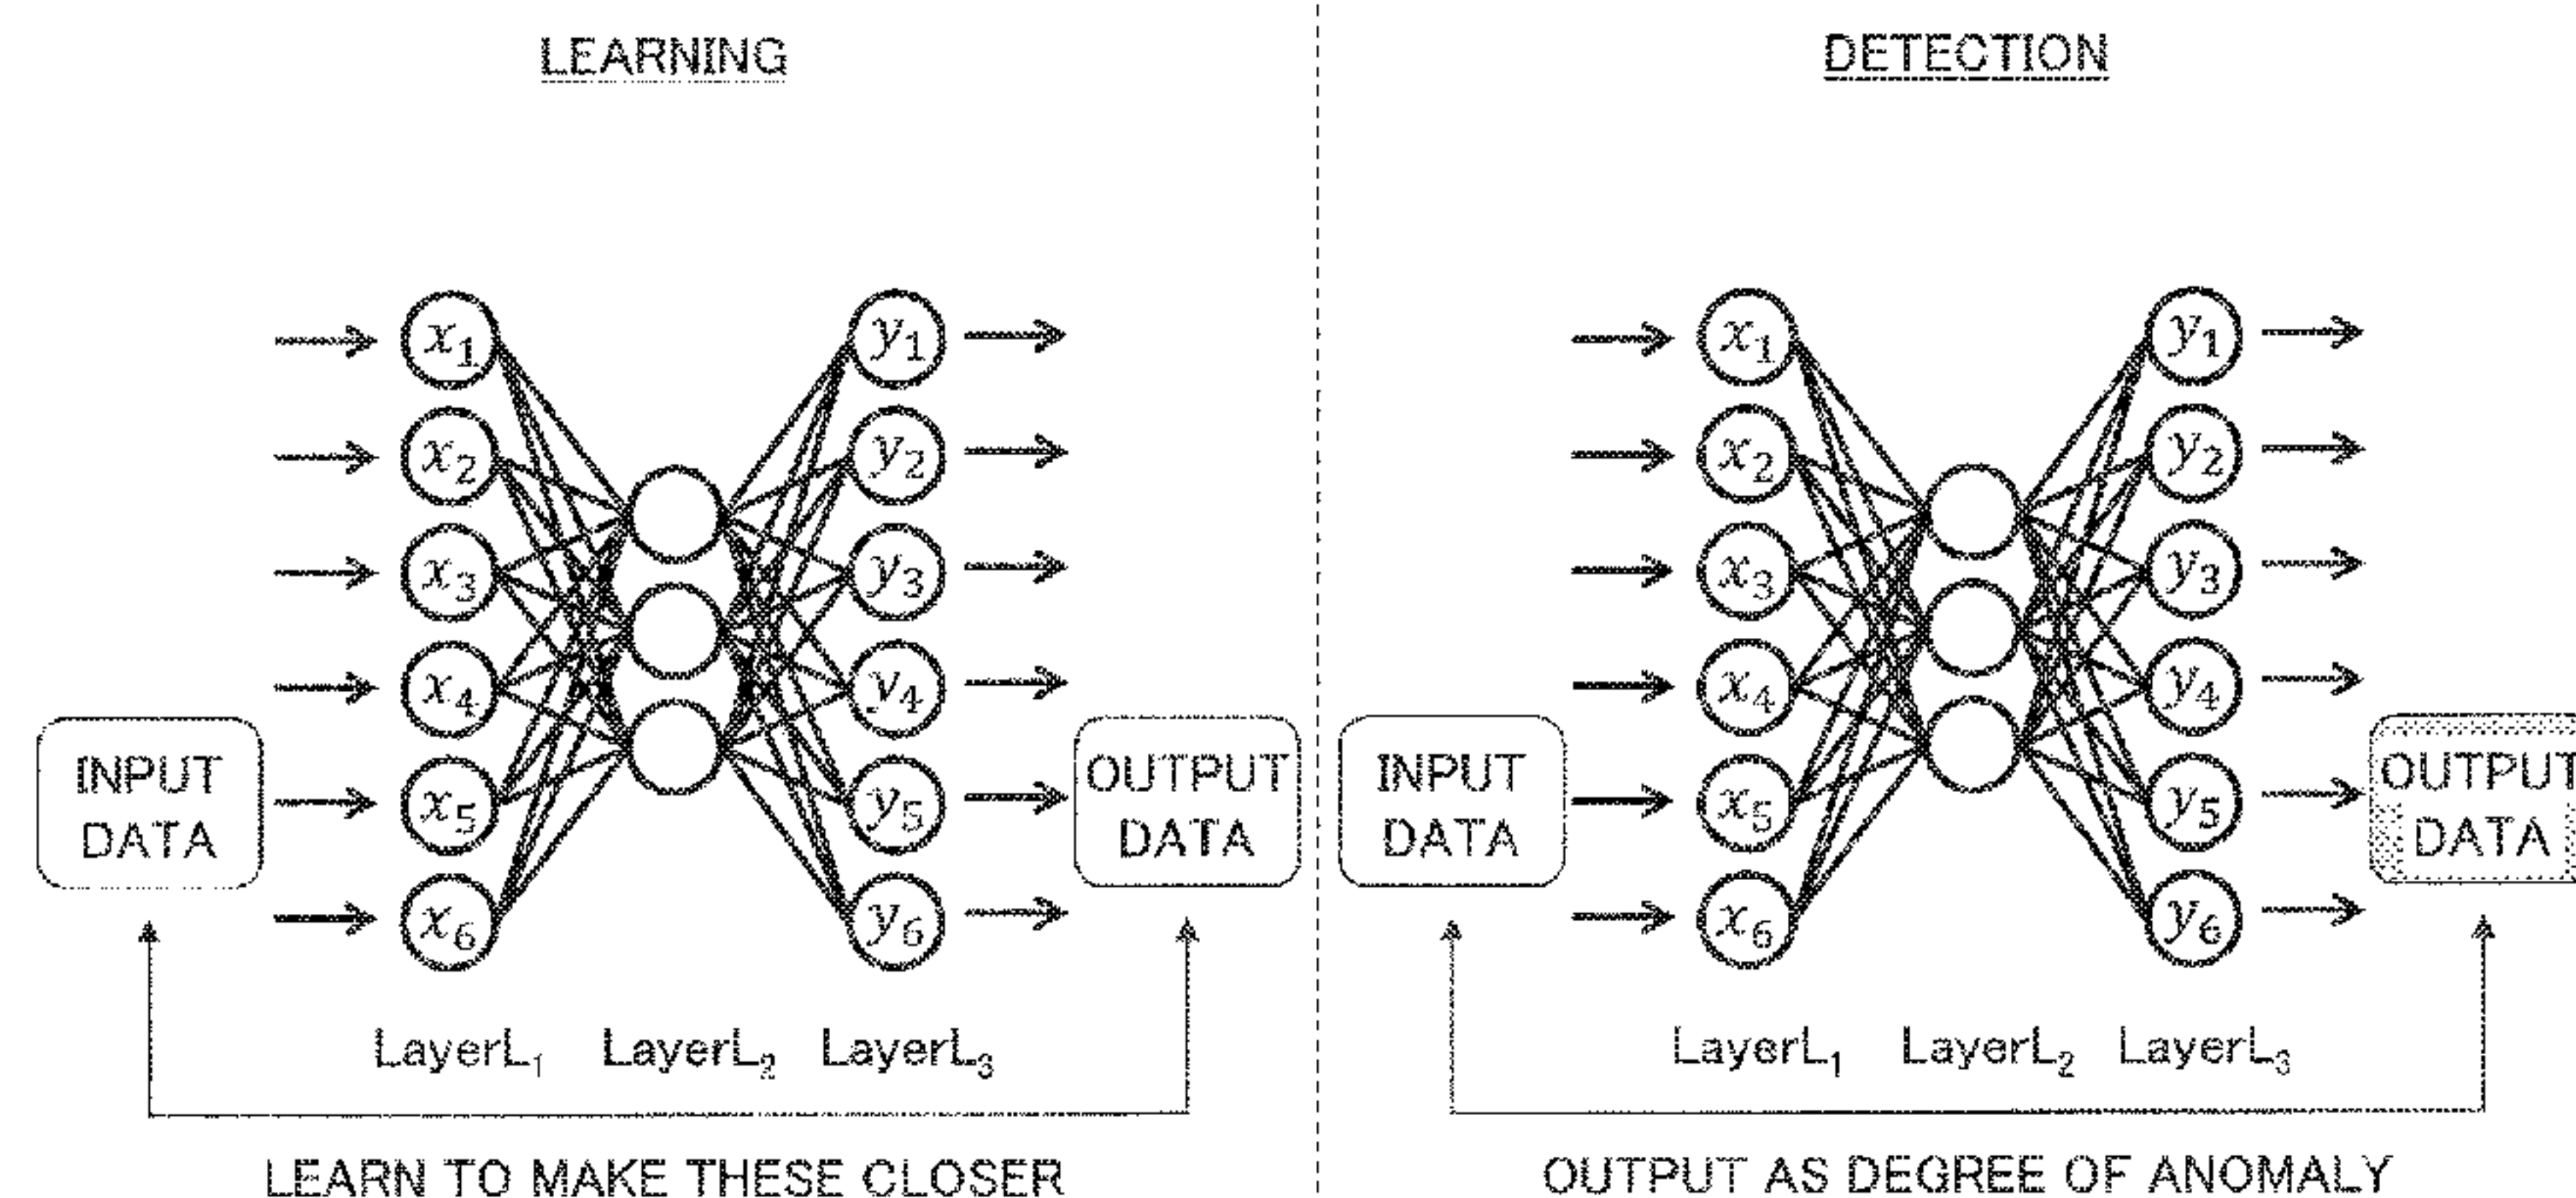 LEARNING
x1
x2
x3
x4
x5
x6
y1
y2
y3
y4
y5
y6
INPUT
DATA
OUTPUT
DATA
LayerL1 LayerL2 LayerL3
LEARN TO MAKE THESE CLOSER
DETECTION
x1
x2
x3
x4
x5
x6
y1
y2
y3
y4
y5
y6
INPUT
DATA
OUTPUT
DATA
LayerL1 LayerL2 LayerL3
OUTPUT AS DEGREE OF ANOMALY